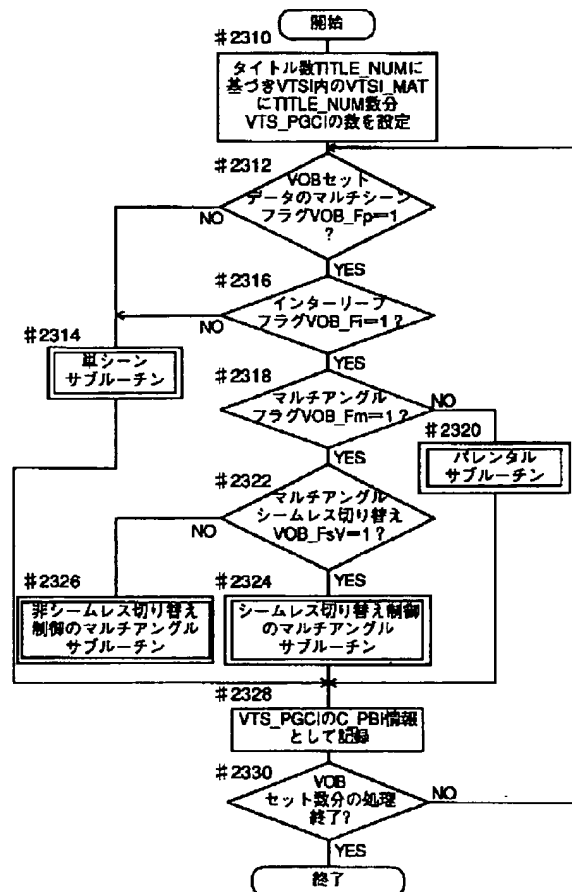 開始
#2310
タイトル数TITLE_NUMに
基づきVTSI内のVTSI_MAT
にTITLE_NUM数分
VTS_PGCIの数を設定
#2312
VOBセット
データのマルチシーン
フラグVOB_Fp=1
?
NO
YES
#2316
インターリーブ
フラグVOB_Fi=1?
NO
YES
#2314
単シーン
サブルーチン
#2318
マルチアングル
フラグVOB_Fm=1?
NO
YES
#2320
パレンタル
サブルーチン
#2322
マルチアングル
シームレス切り替え
VOB_FsV=1?
NO
YES
#2326
非シームレス切り替え
制御のマルチアングル
サブルーチン
#2324
シームレス切り替え制御
のマルチアングル
サブルーチン
#2328
VTS_PGCIのC_PBI情報
として記録
#2330
VOB
セット数分の処理
終了?
NO
YES
終了